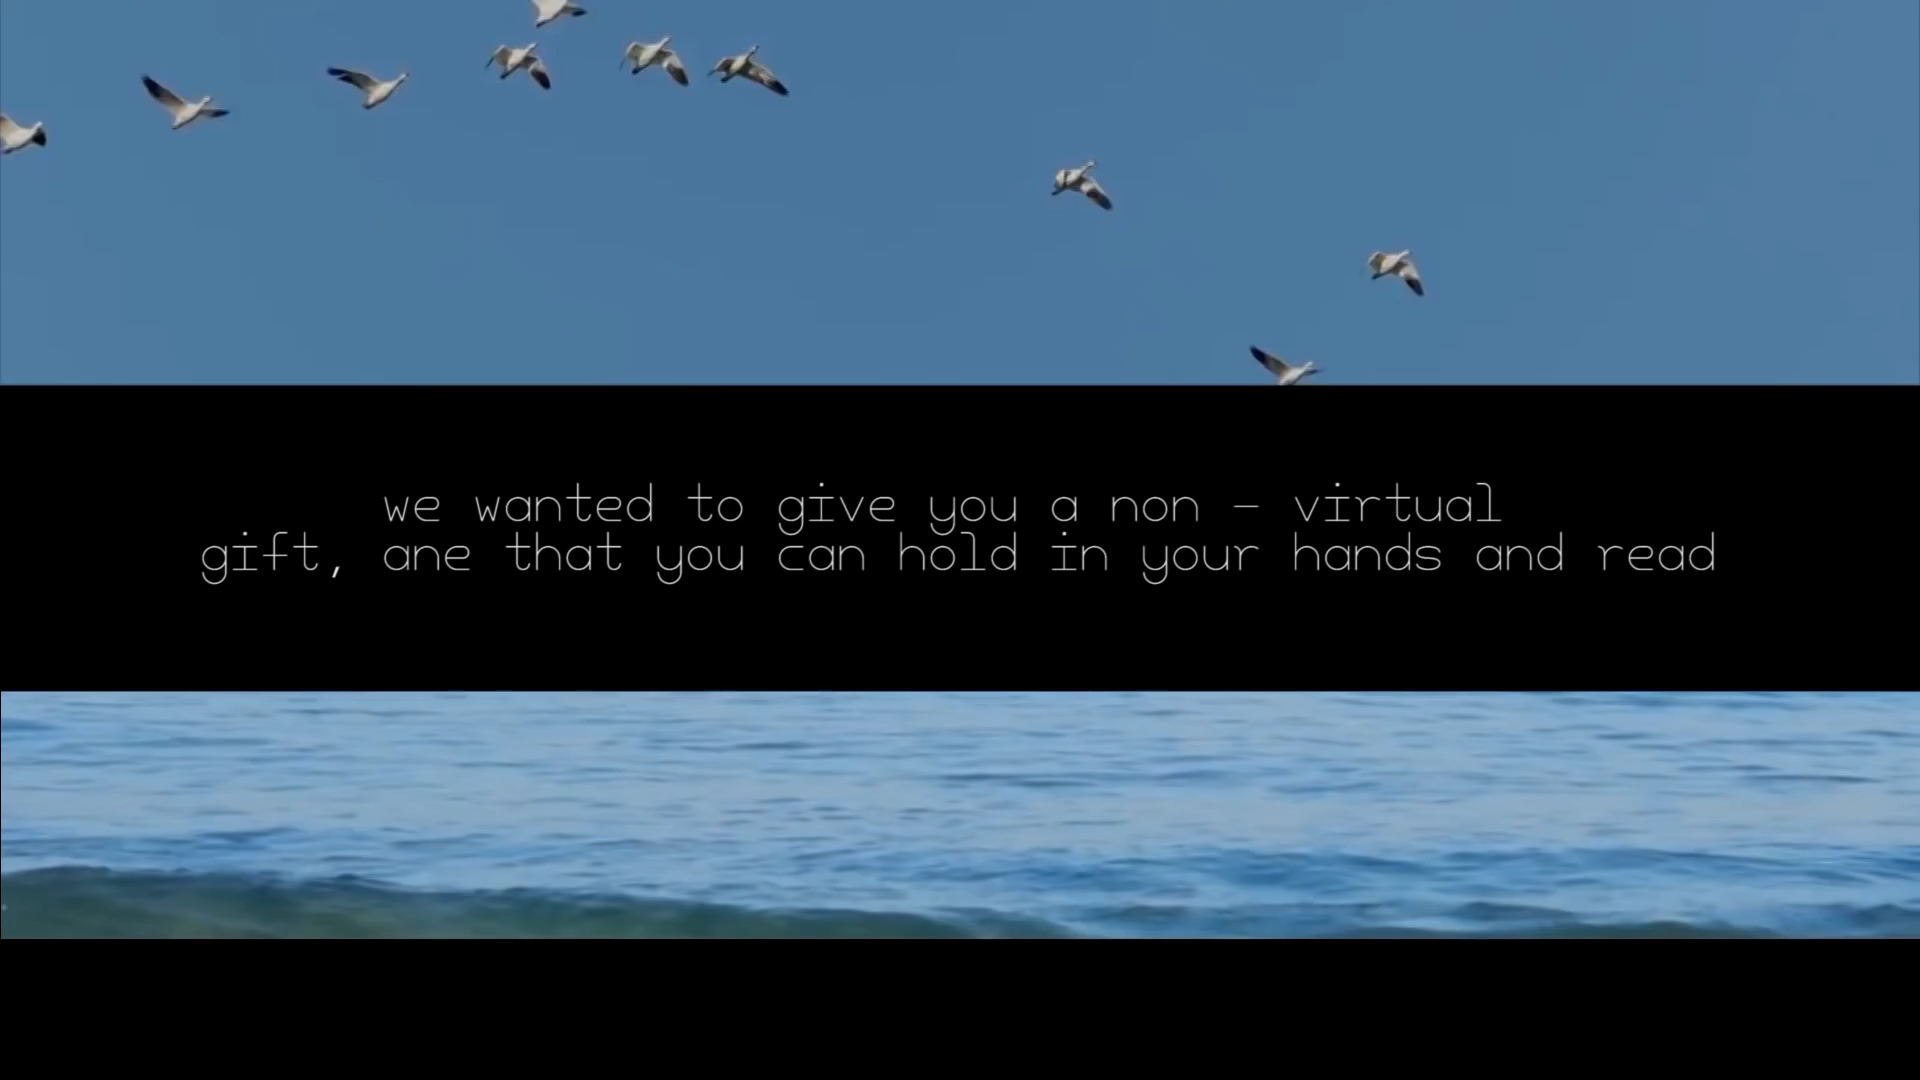 we wanted to give you a non - virtual
gift, ane that you can hold in your hands and read